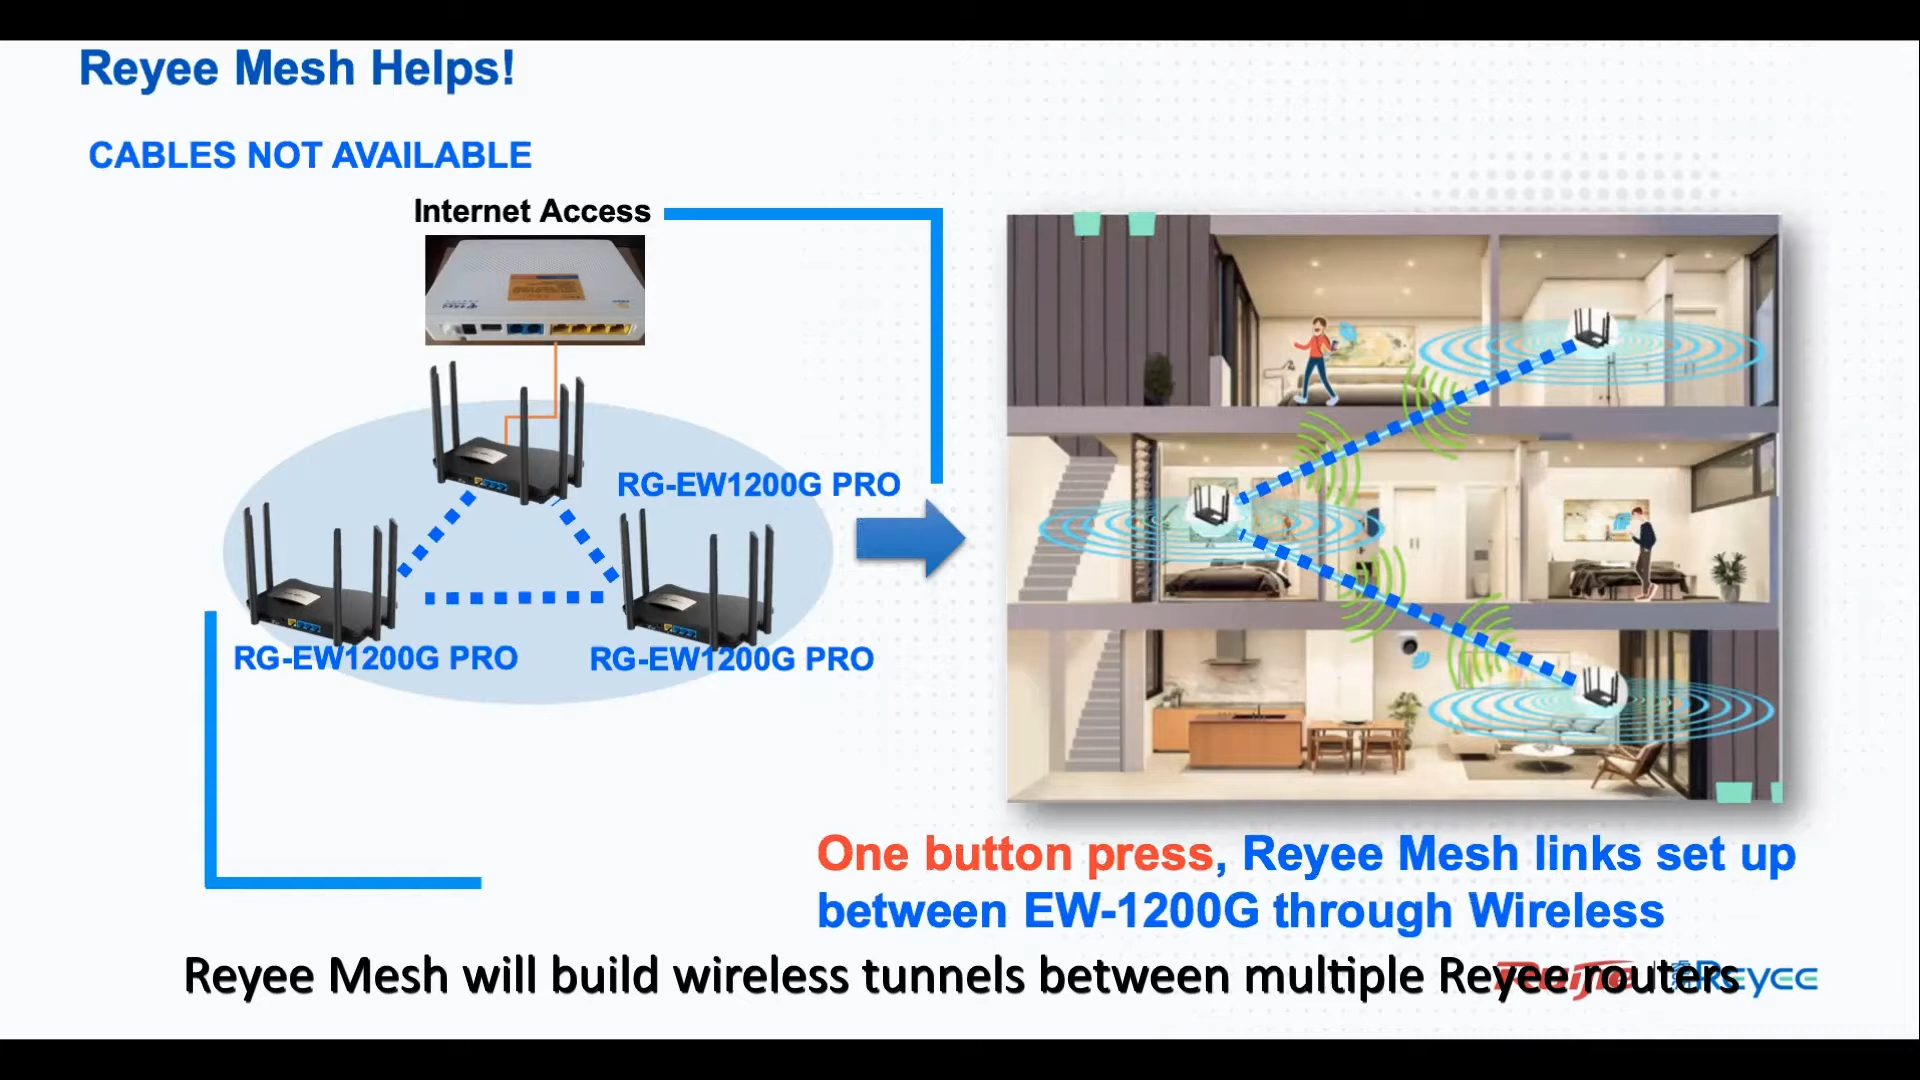 Reyee Mesh Helps!
CABLES NOT AVAILABLE
Internet Access
RG-EW1200G PRO
RG-EW1200G PRO
RG-EW1200G PRO
One button press, Reyee Mesh links set up
between EW-1200G through Wireless
Reyee Mesh will build wireless tunnels between multiple Reyee routers
Ruijie Reyee